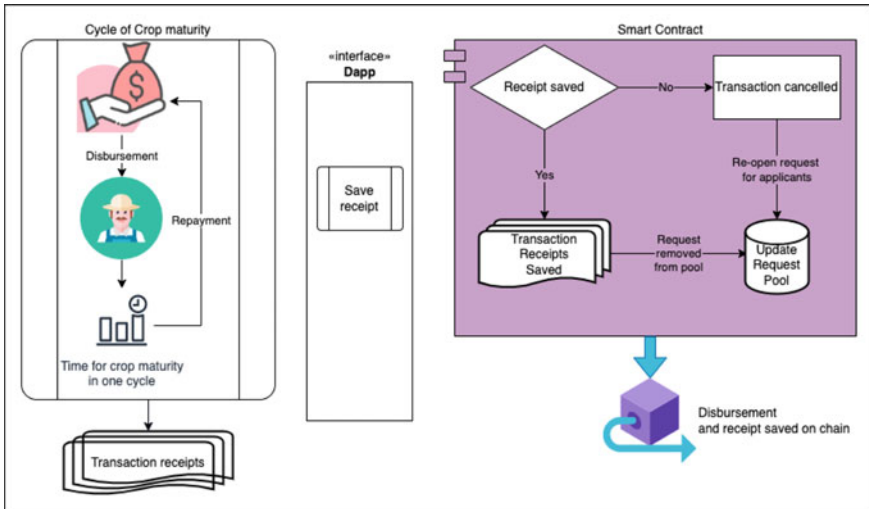 Cycle of Crop maturity
$
Disbursement
Repayment
Time for crop maturity
in one cycle
Transaction receipts
«interface»
Dapp
Save
receipt
Smart Contract
Receipt saved
No
Transaction cancelled
Yes
Re-open request
for applicants
Transaction
Receipts
Saved
Request
removed
from pool
Update
Request
Pool
Disbursement
and receipt saved on chain